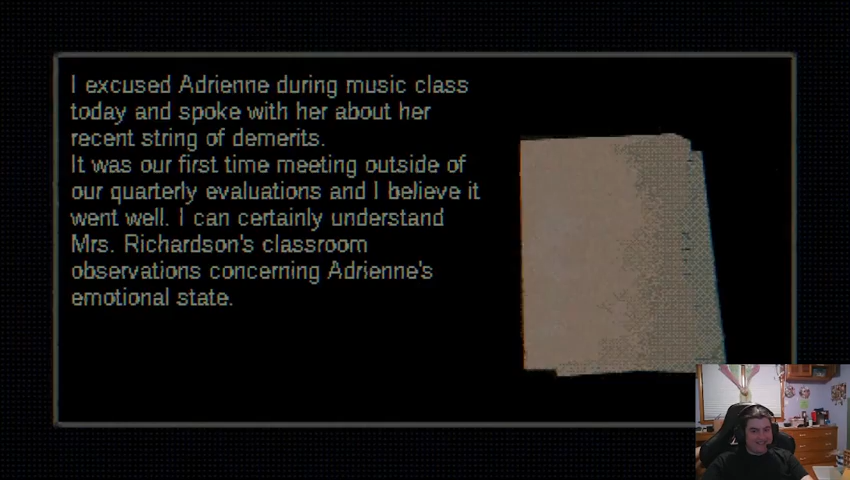 I excused Adrienne during music class
today and spoke with her about her
recent string of demerits.
It was our first time meeting outside of
our quarterly evaluations and I believe it
went well. I can certainly understand
Mrs. Richardson's classroom
observations concerning Adrienne's
emotional state.